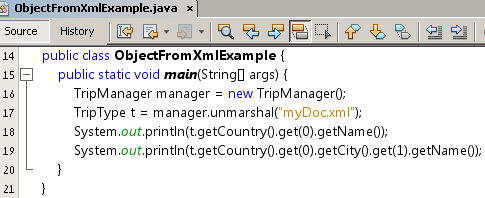 ObjectFromXmlExample.java
Source History
14 public class ObjectFromXmlExample {
15 public static void main(String[] args) {
16 TripManager manager = new TripManager();
17 TripType t = manager.unmarshal("myDoc.xml");
18 System.out.println(t.getCountry().get(0).getName());
19 System.out.println(t.getCountry().get(0).getCity().get(1).getName());
20 }
21 }